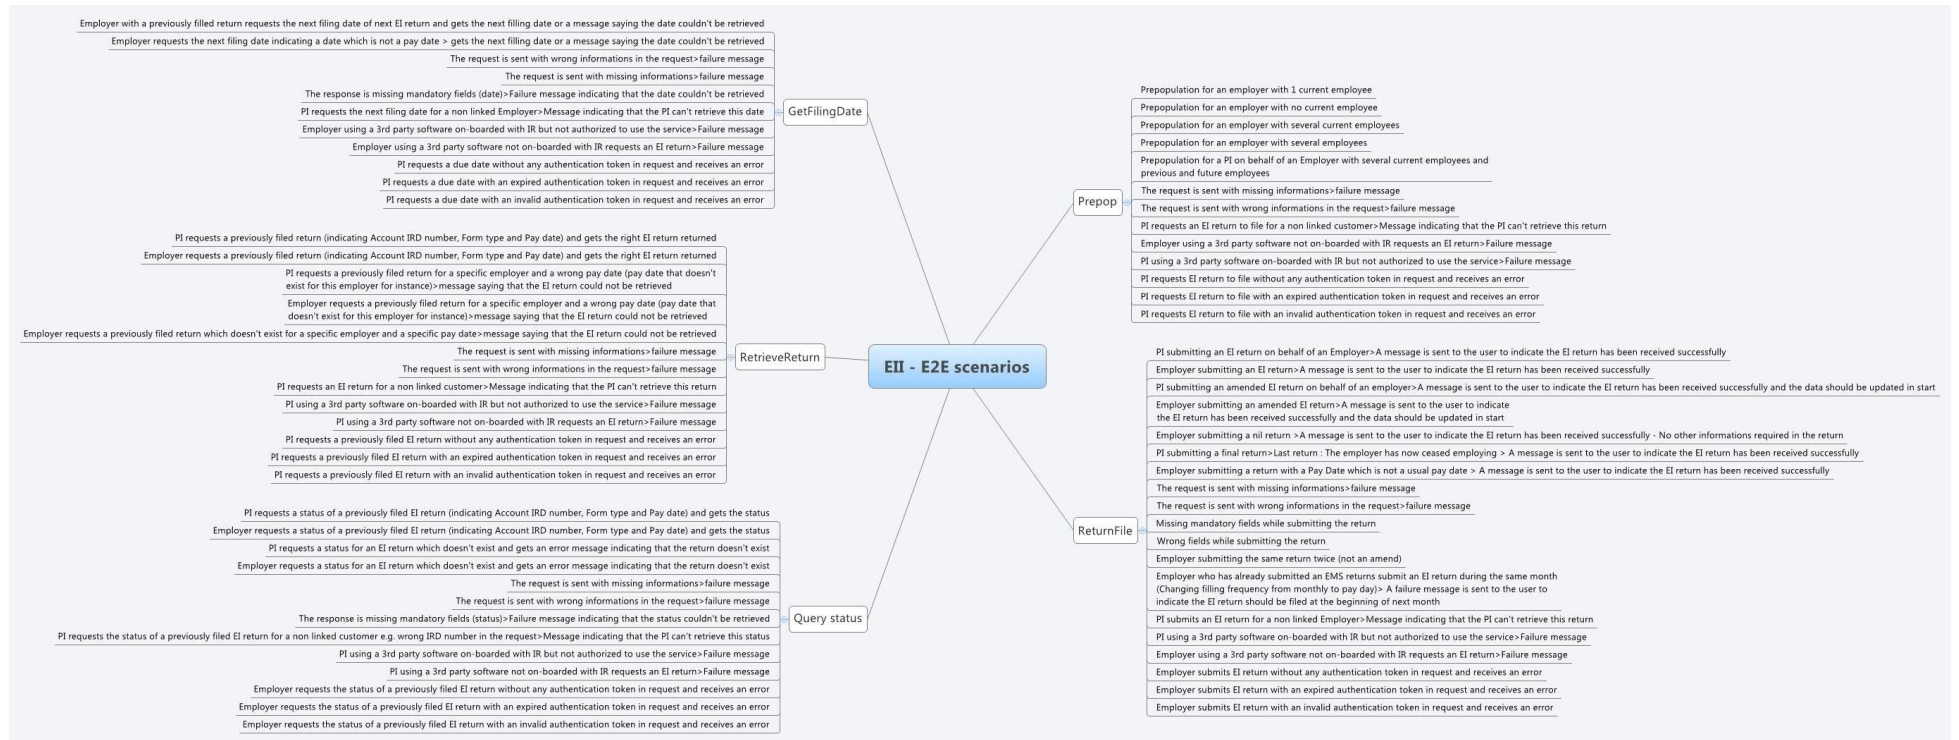 EII - E2E scenarios
GetFilingDate
Employer with a previously filled return requests the next filing date of next EI return and gets the next filling date or a message saying the date couldn't be retrieved
Employer requests the next filing date indicating a date which is not a pay date > gets the next filling date or a message saying the date couldn't be retrieved
The request is sent with wrong informations in the request>failure message
The request is sent with missing informations>failure message
The response is missing mandatory fields (date)>Failure message indicating that the date couldn't be retrieved
PI requests the next filing date for a non linked Employer>Message indicating that the PI can't retrieve this date
Employer using a 3rd party software on-boarded with IR but not authorized to use the service>Failure message
Employer using a 3rd party software not on-boarded with IR requests an EI return>Failure message
PI requests a due date without any authentication token in request and receives an error
PI requests a due date with an expired authentication token in request and receives an error
PI requests a due date with an invalid authentication token in request and receives an error
RetrieveReturn
PI requests a previously filed return (indicating Account IRD number, Form type and Pay date) and gets the right EI return returned
Employer requests a previously filed return (indicating Account IRD number, Form type and Pay date) and gets the right EI return returned
PI requests a previously filed return for a specific employer and a wrong pay date (pay date that doesn't
exist for this employer for instance)>message saying that the EI return could not be retrieved
Employer requests a previously filed return for a specific employer and a wrong pay date (pay date that
doesn't exist for this employer for instance)>message saying that the EI return could not be retrieved
Employer requests a previously filed return which doesn't exist for a specific employer and a specific pay date>message saying that the EI return could not be retrieved
The request is sent with missing informations>failure message
The request is sent with wrong informations in the request>failure message
PI requests an EI return for a non linked customer>Message indicating that the PI can't retrieve this return
PI using a 3rd party software on-boarded with IR but not authorized to use the service>Failure message
PI using a 3rd party software not on-boarded with IR requests an EI return>Failure message
PI requests a previously filed EI return without any authentication token in request and receives an error
PI requests a previously filed EI return with an expired authentication token in request and receives an error
PI requests a previously filed EI return with an invalid authentication token in request and receives an error
Query status
PI requests a status of a previously filed EI return (indicating Account IRD number, Form type and Pay date) and gets the status
Employer requests a status of a previously filed EI return (indicating Account IRD number, Form type and Pay date) and gets the status
PI requests a status for an EI return which doesn't exist and gets an error message indicating that the return doesn't exist
Employer requests a status for an EI return which doesn't exist and gets an error message indicating that the return doesn't exist
The request is sent with missing informations>failure message
The request is sent with wrong informations in the request>failure message
The response is missing mandatory fields (status)>Failure message indicating that the status couldn't be retrieved
PI requests the status of a previously filed EI return for a non linked customer e.g. wrong IRD number in the request>Message indicating that the PI can't retrieve this status
PI using a 3rd party software on-boarded with IR but not authorized to use the service>Failure message
PI using a 3rd party software not on-boarded with IR requests an EI return>Failure message
Employer requests the status of a previously filed EI return without any authentication token in request and receives an error
Employer requests the status of a previously filed EI return with an expired authentication token in request and receives an error
Employer requests the status of a previously filed EI return with an invalid authentication token in request and receives an error
Prepop
Prepopulation for an employer with 1 current employee
Prepopulation for an employer with no current employee
Prepopulation for an employer with several current employees
Prepopulation for an employer with several employees
Prepopulation for a PI on behalf of an Employer with several current employees and
previous and future employees
The request is sent with missing informations>failure message
The request is sent with wrong informations in the request>failure message
PI requests an EI return to file for a non linked customer>Message indicating that the PI can't retrieve this return
Employer using a 3rd party software not on-boarded with IR requests an EI return>Failure message
PI using a 3rd party software on-boarded with IR but not authorized to use the service>Failure message
PI requests EI return to file without any authentication token in request and receives an error
PI requests EI return to file with an expired authentication token in request and receives an error
PI requests EI return to file with an invalid authentication token in request and receives an error
ReturnFile
PI submitting an EI return on behalf of an Employer>A message is sent to the user to indicate the EI return has been received successfully
Employer submitting an EI return>A message is sent to the user to indicate the EI return has been received successfully
PI submitting an amended EI return on behalf of an employer>A message is sent to the user to indicate the EI return has been received successfully and the data should be updated in start
Employer submitting an amended EI return>A message is sent to the user to indicate
the EI return has been received successfully and the data should be updated in start
Employer submitting a nil return >A message is sent to the user to indicate the EI return has been received successfully - No other informations required in the return
PI submitting a final return>Last return : The employer has now ceased employing > A message is sent to the user to indicate the EI return has been received successfully
Employer submitting a return with a Pay Date which is not a usual pay date > A message is sent to the user to indicate the EI return has been received successfully
The request is sent with missing informations>failure message
The request is sent with wrong informations in the request>failure message
Missing mandatory fields while submitting the return
Wrong fields while submitting the return
Employer submitting the same return twice (not an amend)
Employer who has already submitted an EMS returns submit an EI return during the same month
(Changing filling frequency from monthly to pay day)> A failure message is sent to the user to
indicate the EI return should be filed at the beginning of next month
PI submits an EI return for a non linked Employer>Message indicating that the PI can't retrieve this return
PI using a 3rd party software on-boarded with IR but not authorized to use the service>Failure message
Employer using a 3rd party software not on-boarded with IR requests an EI return>Failure message
Employer submits EI return without any authentication token in request and receives an error
Employer submits EI return with an expired authentication token in request and receives an error
Employer submits EI return with an invalid authentication token in request and receives an error